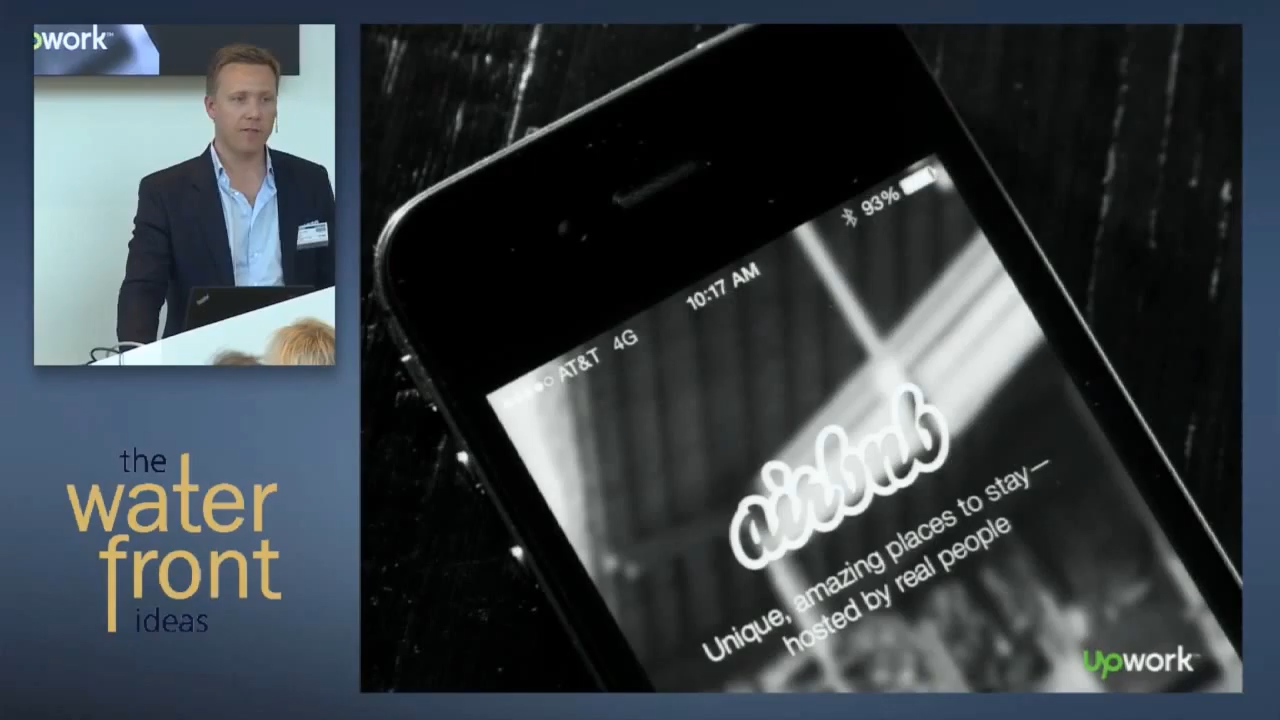 work
the
water
front
ideas
AT&T 4G
10:17 AM
93%
airbnb
Unique, amazing places to stay—
hosted by real people
Upwork